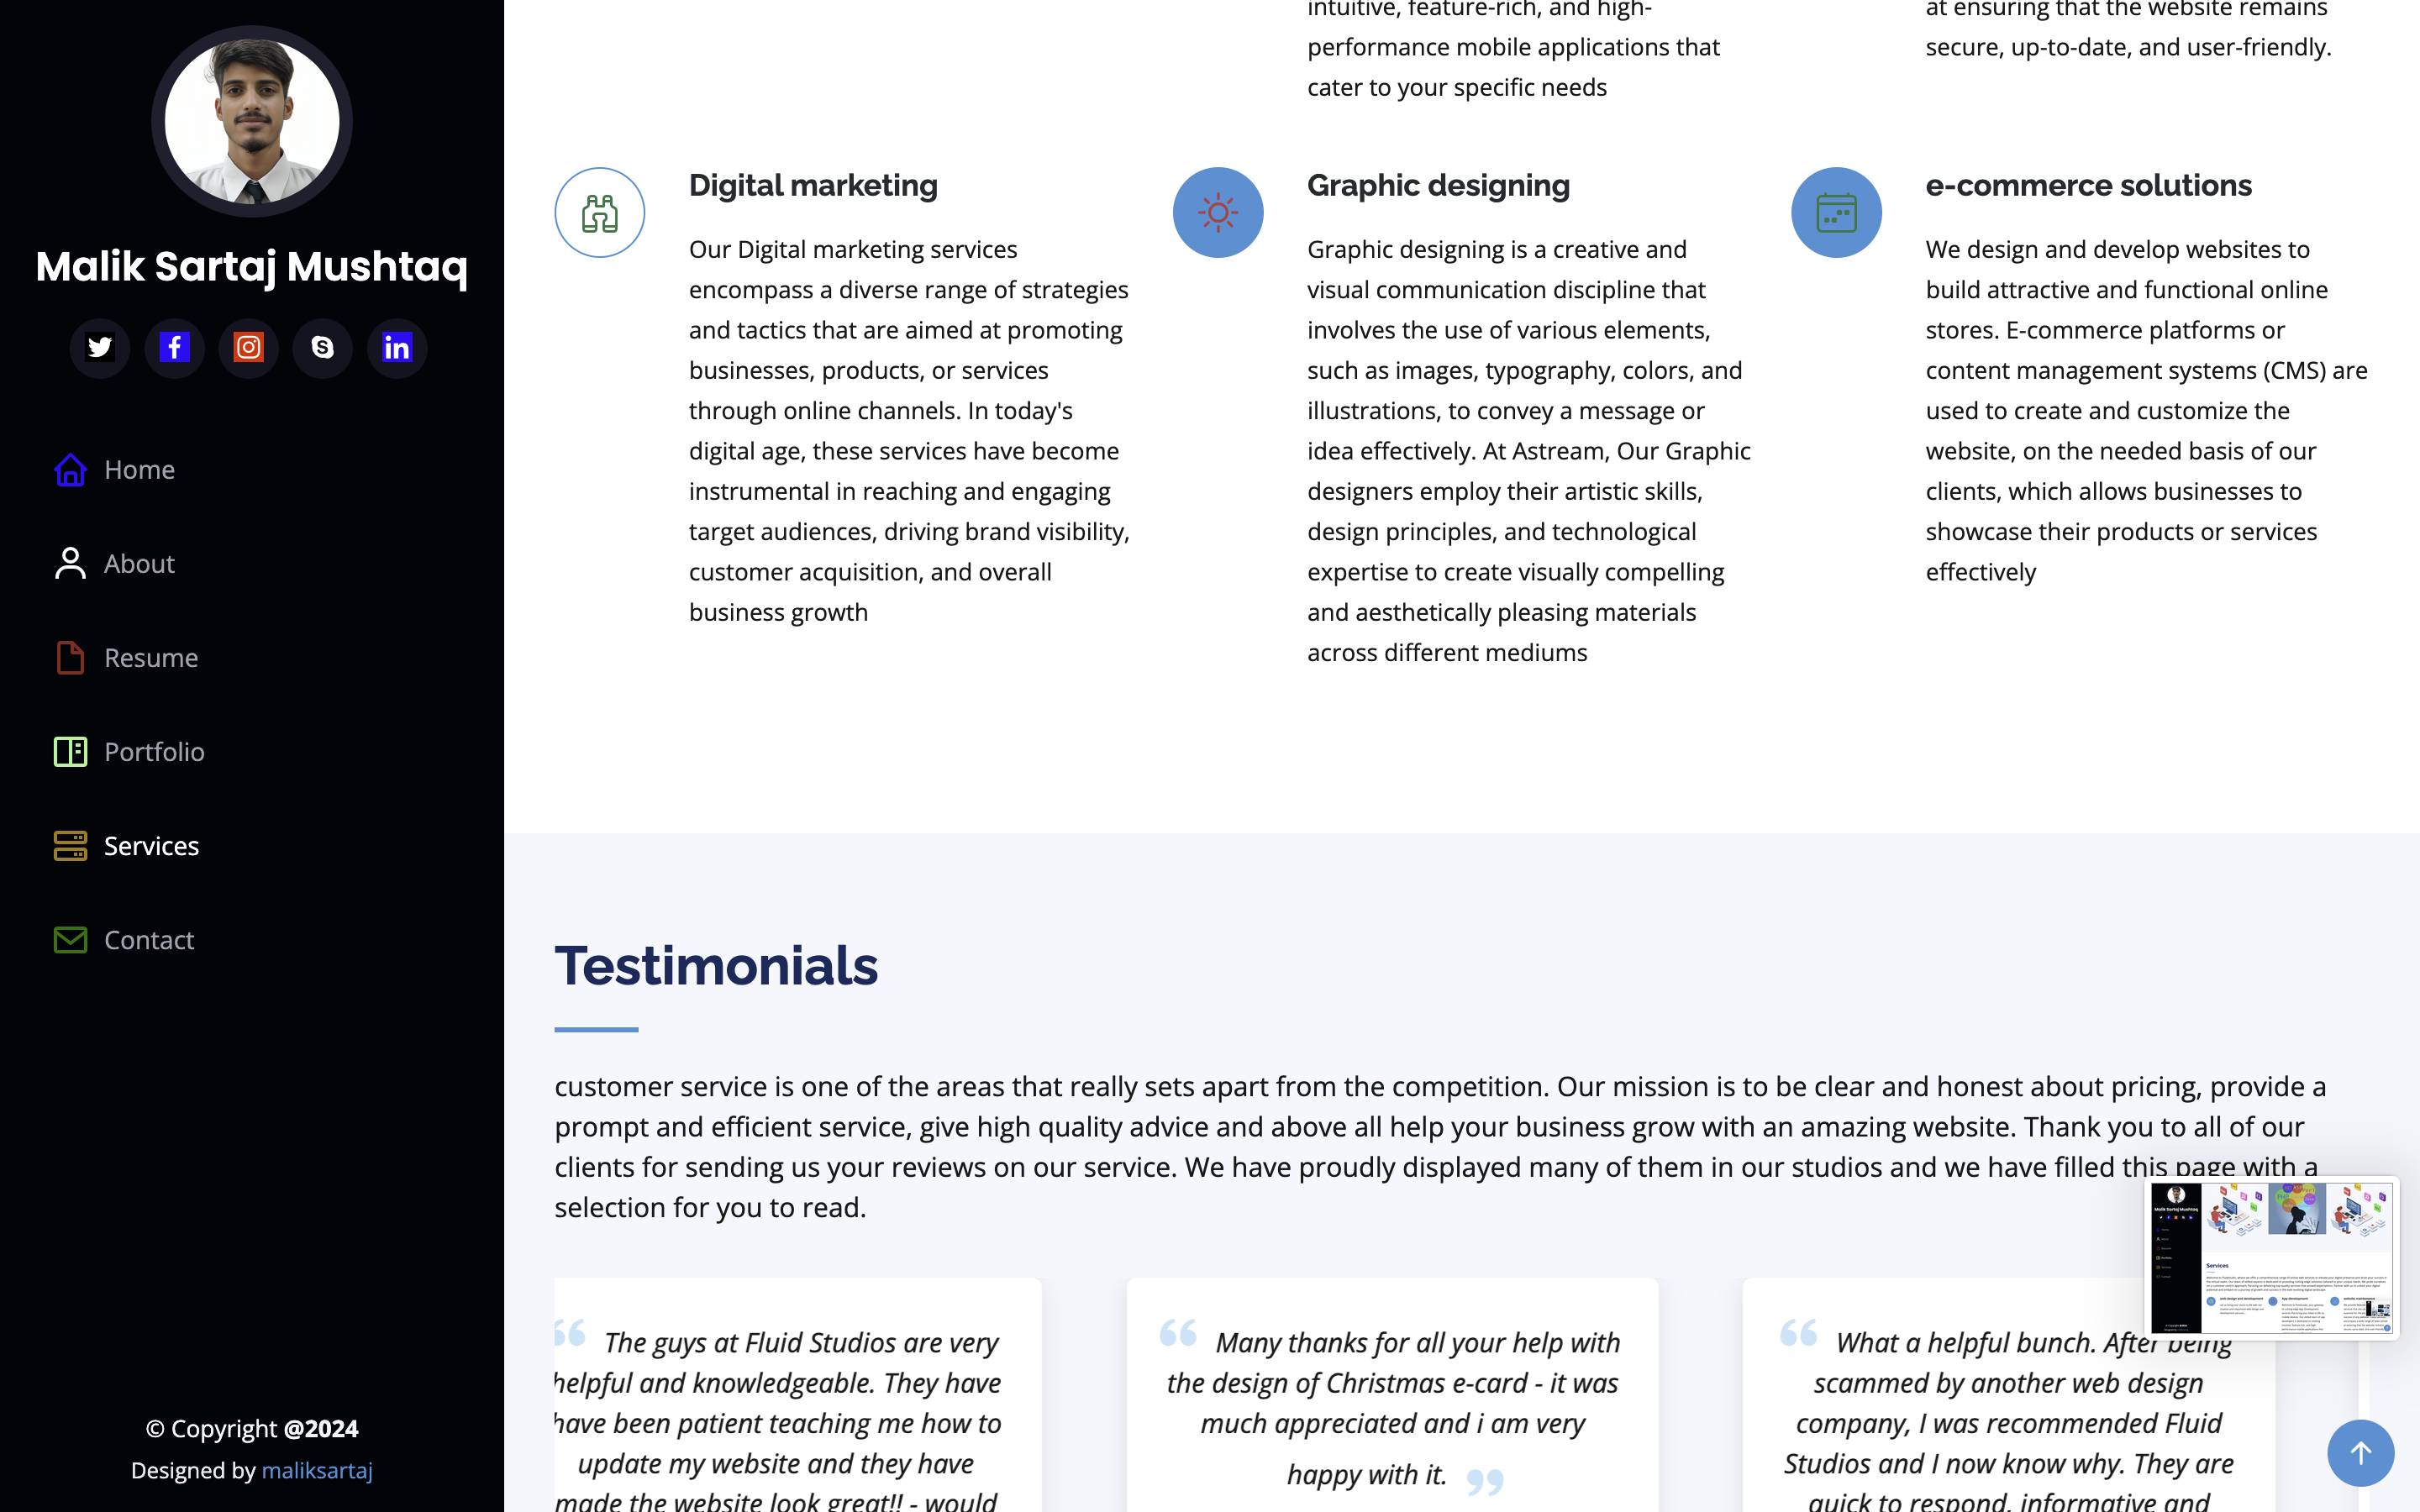 Malik Sartaj Mushtaq
Home
About
Resume
Portfolio
Services
Contact
© Copyright @2024
Designed by maliksartaj
intuitive, feature-rich, and high-
performance mobile applications that
cater to your specific needs
at ensuring that the website remains
secure, up-to-date, and user-friendly.
Digital marketing
Our Digital marketing services
encompass a diverse range of strategies
and tactics that are aimed at promoting
businesses, products, or services
through online channels. In today's
digital age, these services have become
instrumental in reaching and engaging
target audiences, driving brand visibility,
customer acquisition, and overall
business growth
Graphic designing
Graphic designing is a creative and
visual communication discipline that
involves the use of various elements,
such as images, typography, colors, and
illustrations, to convey a message or
idea effectively. At Astream, Our Graphic
designers employ their artistic skills,
design principles, and technological
expertise to create visually compelling
and aesthetically pleasing materials
across different mediums
e-commerce solutions
We design and develop websites to
build attractive and functional online
stores. E-commerce platforms or
content management systems (CMS) are
used to create and customize the
website, on the needed basis of our
clients, which allows businesses to
showcase their products or services
effectively
Testimonials
customer service is one of the areas that really sets apart from the competition. Our mission is to be clear and honest about pricing, provide a
prompt and efficient service, give high quality advice and above all help your business grow with an amazing website. Thank you to all of our
clients for sending us your reviews on our service. We have proudly displayed many of them in our studios and we have filled this page with a
selection for you to read.
“ The guys at Fluid Studios are very
helpful and knowledgeable. They have
have been patient teaching me how to
update my website and they have
made the website look great!! - would
“ Many thanks for all your help with
the design of Christmas e-card - it was
much appreciated and i am very
happy with it. ”
“ What a helpful bunch. After being
scammed by another web design
company, I was recommended Fluid
Studios and I now know why. They are
quick to respond, informative and
Malik Sartaj Mushtaq
Services